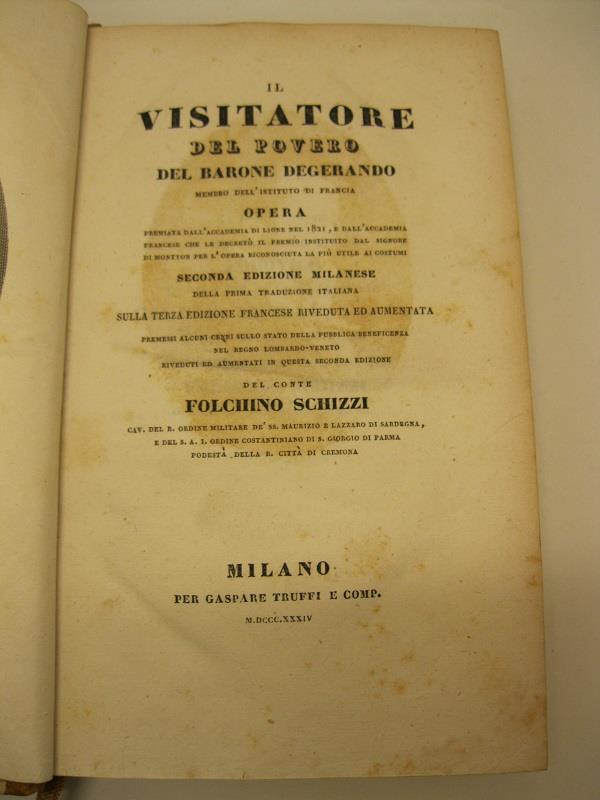 IL
VISITATORE
DEL POVERO
DEL BARONE DEGERANDO
MEMBRO DELL'ISTITUTO DI FRANCIA
OPERA
PREMIATA DALL'ACCADEMIA DI LIONE NEL 1821, E DALL'ACCADEMIA
FRANCESE CHE LE DECRETÒ IL PREMIO INSTITUITO DAL SIGNORE
DI MONTYON PER L'OPERA RICONOSCIUTA LA PIÙ UTILE AI COSTUMI
SECONDA EDIZIONE MILANESE
DELLA PRIMA TRADUZIONE ITALIANA
SULLA TERZA EDIZIONE FRANCESE RIVEDUTA ED AUMENTATA
PREMESSI ALCUNI CENNI SULLO STATO DELLA PUBBLICA BENEFICENZA
NEL REGNO LOMBARDO-VENETO
RIVEDUTI ED AUMENTATI IN QUESTA SECONDA EDIZIONE
DEL CONTE
FOLCHINO SCHIZZI
CAV. DEL R. ORDINE MILITARE DE' SS. MAURIZIO E LAZZARO DI SARDEGNA,
E DEL S. A. I. ORDINE COSTANTINIANO DI S. GIORGIO DI PARMA
PODESTÀ DELLA R. CITTÀ DI CREMONA
MILANO
PER GASPARE TRUFFI E COMP.
M.DCCC.XXXIV